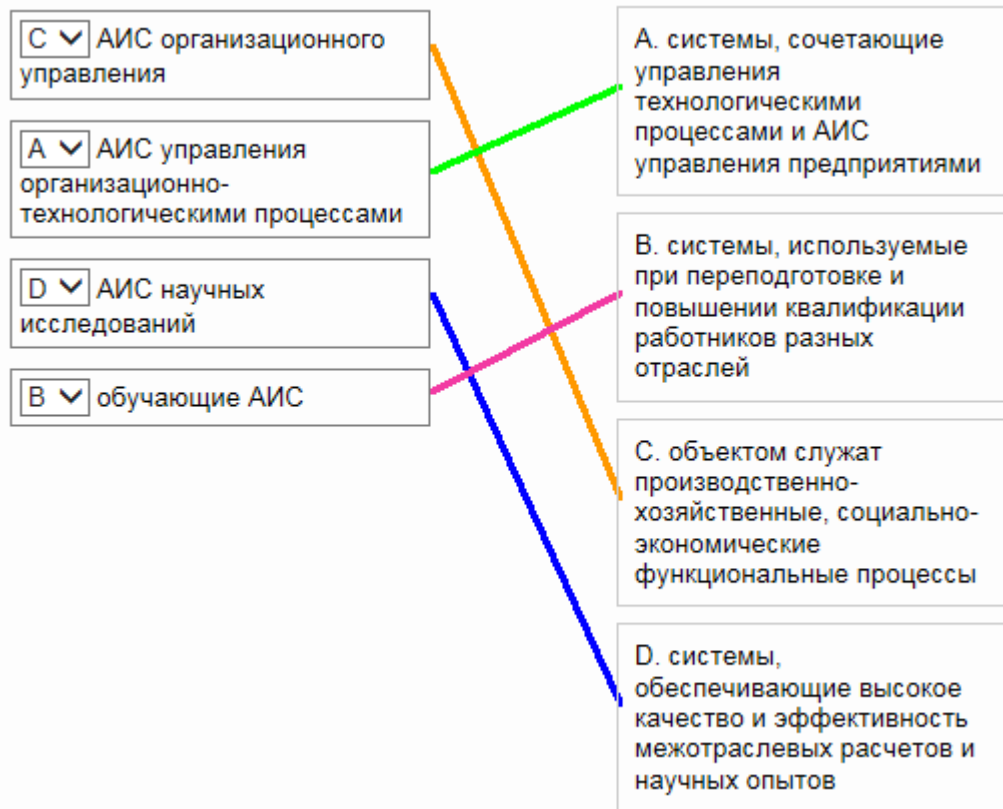 C АИС организационного
управления
A АИС управления
организационно-
технологическими процессами
D АИС научных
исследований
B обучающие АИС
A. системы, сочетающие
управления
технологическими
процессами и АИС
управления предприятиями
B. системы, используемые
при переподготовке и
повышении квалификации
работников разных
отраслей
C. объектом служат
производственно-
хозяйственные, социально-
экономические
функциональные процессы
D. системы,
обеспечивающие высокое
качество и эффективность
межотраслевых расчетов и
научных опытов